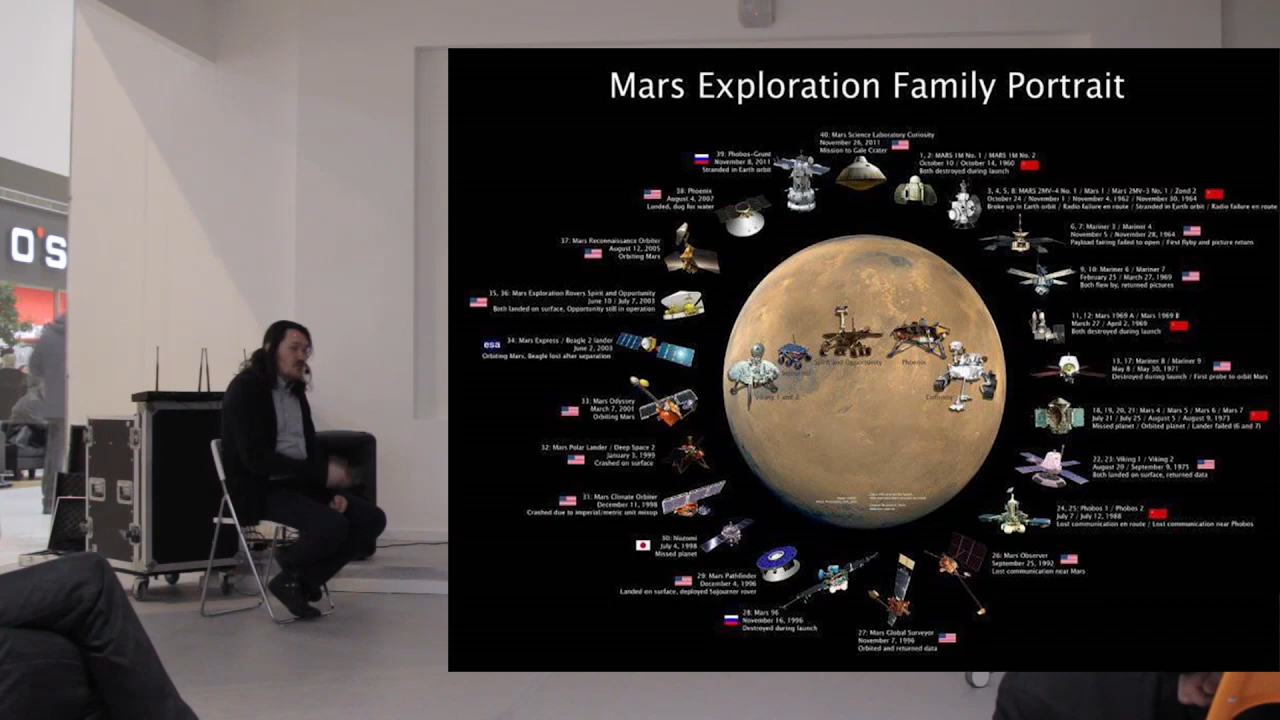 O'S
Mars Exploration Family Portrait
40: Mars Science Laboratory Curiosity
November 26, 2011
Mission to Gale Crater
1, 2: MARS 1M No. 1 / MARS 1M No. 2
October 10 / October 14, 1960
Both destroyed during launch
3, 4, 5, 8: MARS 2MV-4 No. 1 / Mars 1 / Mars 2MV-3 No. 1 / Zond 2
October 24 / November 1 / November 4, 1962 / November 30, 1964
Broke up in Earth orbit / Radio failure en route / Stranded in Earth orbit / Radio failure en route
6, 7: Mariner 3 / Mariner 4
November 5 / November 28, 1964
Payload fairing failed to open / First flyby and picture return
9, 10: Mariner 6 / Mariner 7
February 25 / March 27, 1969
Both flew by, returned pictures
11, 12: Mars 1969 A / Mars 1969 B
March 27 / April 2, 1969
Both destroyed during launch
13, 17: Mariner 8 / Mariner 9
May 8 / May 30, 1971
Destroyed during launch / First probe to orbit Mars
18, 19, 20, 21: Mars 4 / Mars 5 / Mars 6 / Mars 7
July 21 / July 25 / August 5 / August 9, 1973
Missed planet / Orbited planet / Lander failed (6 and 7)
22, 23: Viking 1 / Viking 2
August 20 / September 9, 1975
Both landed on surface, returned data
24, 25: Phobos 1 / Phobos 2
July 7 / July 12, 1988
Lost communication en route / Lost communication near Phobos
26: Mars Observer
September 25, 1992
Lost communication near Mars
27: Mars Global Surveyor
November 7, 1996
Orbited and returned data
28: Mars 96
November 16, 1996
Destroyed during launch
29: Mars Pathfinder
December 4, 1996
Landed on surface, deployed Sojourner rover
30: Nozomi
July 4, 1998
Missed planet
31: Mars Climate Orbiter
December 11, 1998
Crashed due to imperial/metric unit mixup
32: Mars Polar Lander / Deep Space 2
January 3, 1999
Crashed on surface
33: Mars Odyssey
March 7, 2001
Orbiting Mars
esa
34: Mars Express / Beagle 2 lander
June 2, 2003
Orbiting Mars, Beagle lost after separation
35, 36: Mars Exploration Rovers Spirit and Opportunity
June 10 / July 7, 2003
Both landed on surface, Opportunity still in operation
37: Mars Reconnaissance Orbiter
August 12, 2005
Orbiting Mars
38: Phoenix
August 4, 2007
Landed, dug for water
39: Phobos-Grunt
November 8, 2011
Stranded in Earth orbit
Viking 1 and 2
Spirit and Opportunity
Phoenix
Curiosity